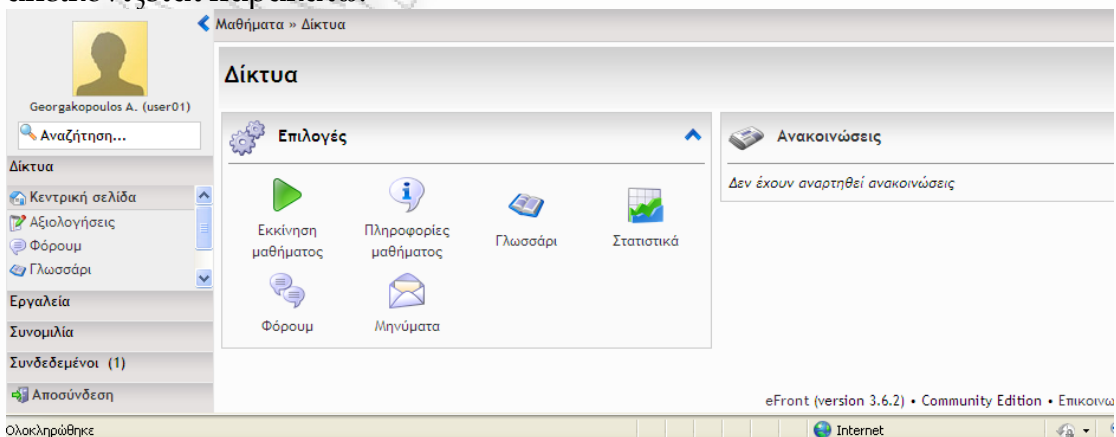 απεικονίζεται παρακάτω.
Μαθήματα » Δίκτυα
Δίκτυα
Georgakopoulos A. (user01)
Αναζήτηση...
Δίκτυα
Κεντρική σελίδα
Αξιολογήσεις
Φόρουμ
Γλωσσάρι
Εργαλεία
Συνομιλία
Συνδεδεμένοι (1)
Αποσύνδεση
Επιλογές
Εκκίνηση μαθήματος
Πληροφορίες μαθήματος
Γλωσσάρι
Στατιστικά
Φόρουμ
Μηνύματα
Ανακοινώσεις
Δεν έχουν αναρτηθεί ανακοινώσεις
eFront (version 3.6.2) • Community Edition • Επικοινω
Ολοκληρώθηκε
Internet